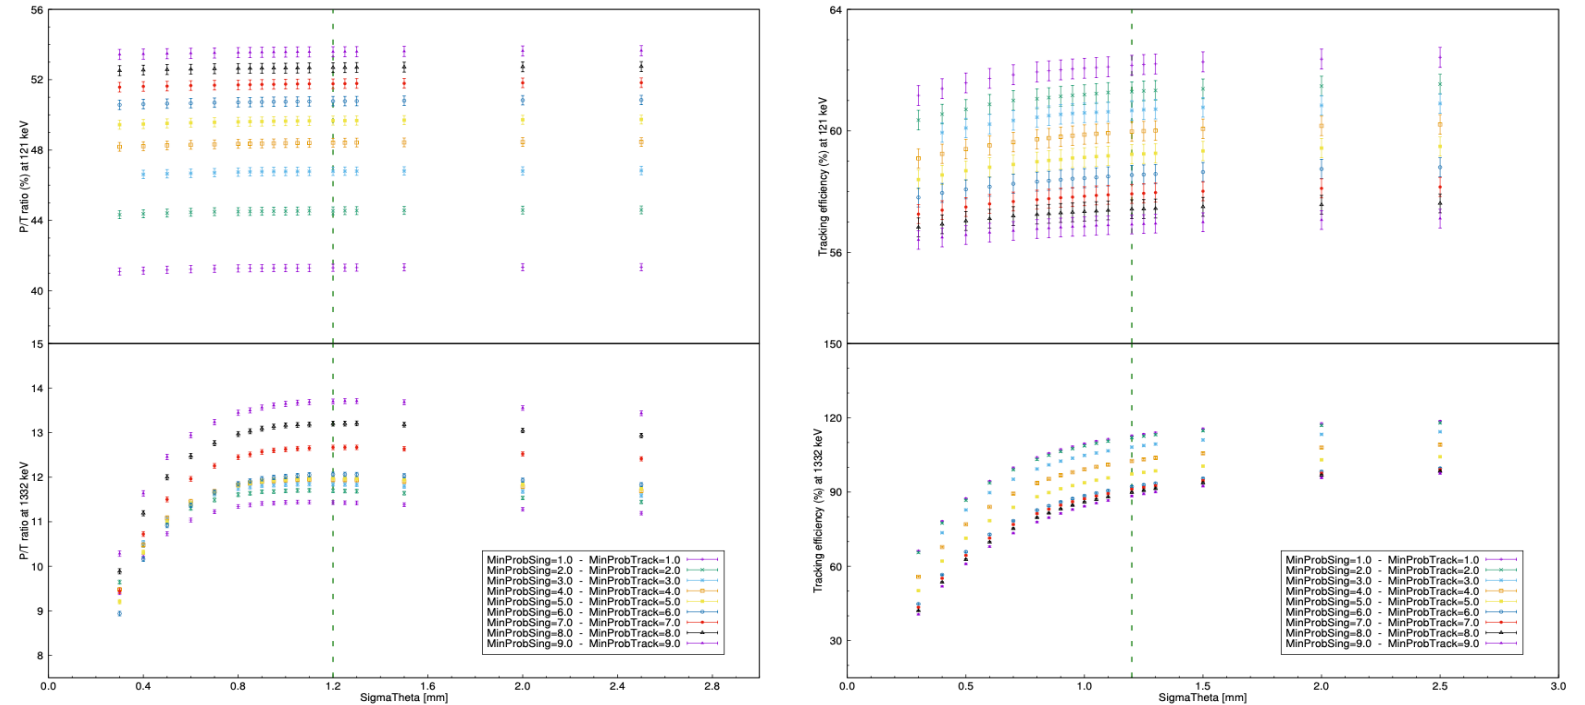 P/T ratio (%) at 121 keV
56
52
48
44
40
P/T ratio at 1332 keV
15
14
13
12
11
10
9
8
MinProbSing=1.0 - MinProbTrack=1.0
MinProbSing=2.0 - MinProbTrack=2.0
MinProbSing=3.0 - MinProbTrack=3.0
MinProbSing=4.0 - MinProbTrack=4.0
MinProbSing=5.0 - MinProbTrack=5.0
MinProbSing=6.0 - MinProbTrack=6.0
MinProbSing=7.0 - MinProbTrack=7.0
MinProbSing=8.0 - MinProbTrack=8.0
MinProbSing=9.0 - MinProbTrack=9.0
0.0 0.4 0.8 1.2 1.6 2.0 2.4 2.8
SigmaTheta [mm]
Tracking efficiency (%) at 121 keV
64
60
56
Tracking efficiency (%) at 1332 keV
150
120
90
60
30
MinProbSing=1.0 - MinProbTrack=1.0
MinProbSing=2.0 - MinProbTrack=2.0
MinProbSing=3.0 - MinProbTrack=3.0
MinProbSing=4.0 - MinProbTrack=4.0
MinProbSing=5.0 - MinProbTrack=5.0
MinProbSing=6.0 - MinProbTrack=6.0
MinProbSing=7.0 - MinProbTrack=7.0
MinProbSing=8.0 - MinProbTrack=8.0
MinProbSing=9.0 - MinProbTrack=9.0
0.0 0.5 1.0 1.5 2.0 2.5 3.0
SigmaTheta [mm]